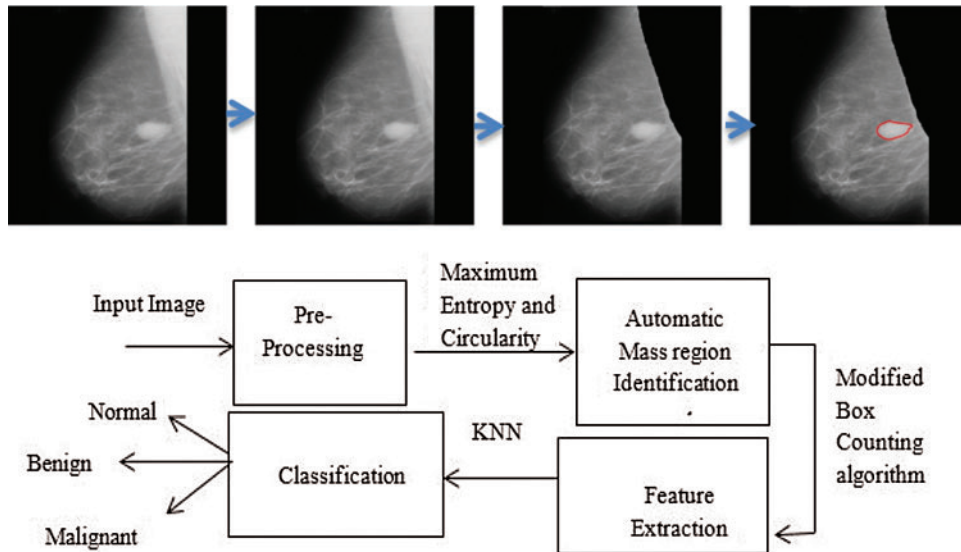 Input Image
Pre-
Processing
Maximum
Entropy and
Circularity
Automatic
Mass region
Identification
.
Modified
Box
Counting
algorithm
Feature
Extraction
KNN
Classification
Normal
Benign
Malignant